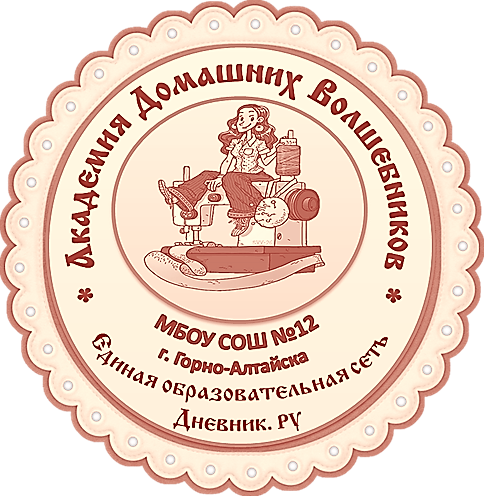 * Академия Домашних Волшебников *
МБОУ СОШ №12
г. Горно-Алтайска
Единая образовательная сеть
Дневник. ру